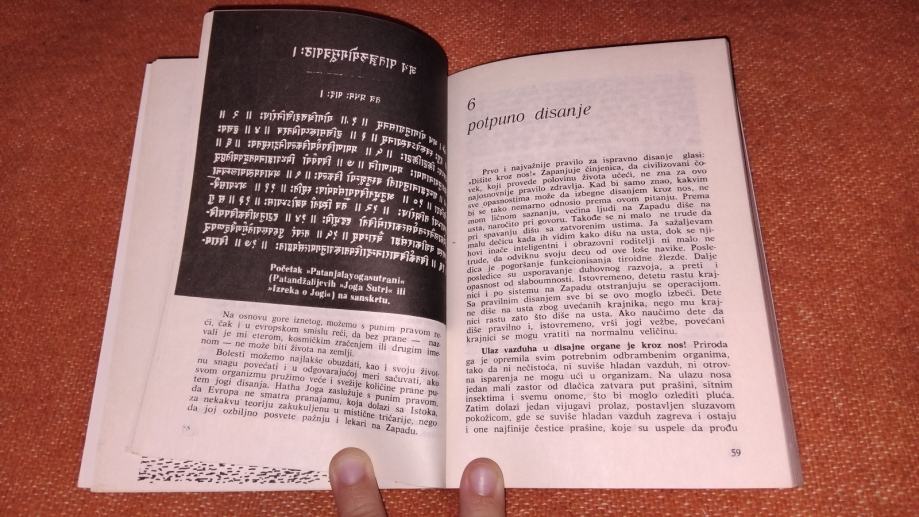 Početak »Patanjalayogasutrani«
(Patandžalijevih »Joga Sutri« ili
»Izreka o Jogi«) na sanskrtu.
Na osnovu gore iznetog, možemo s punim pravom re-
ći, čak i u evropskom smislu reći, da bez prane — naz-
vali je mi eterom, kosmičkim zračenjem ili drugim ime-
nom — ne može biti života na zemlji.
Bolesti možemo najlakše obuzdati, kao i svoju život-
nu snagu povećati i u odgovarajućoj meri sačuvati, ako
svom organizmu pružimo veće i svežije količine prane pu-
tem jogi disanja. Hatha Joga zaslužuje s punim pravom,
da Evropa ne smatra pranajamu, koja dolazi sa Istoka,
za nekakvu teoriju zakukuljenu u mistične tričarije, nego
da joj ozbiljno posvete pažnju i lekari na Zapadu.
6
potpuno disanje
Prvo i najvažnije pravilo za ispravno disanje glasi:
»Dišite kroz nos!« Zapanjuje činjenica, da civilizovani čo-
vek, koji provede polovinu života učeći, ne zna za ovo
najosnovnije pravilo zdravlja. Kad bi samo znao, kakvim
sve opasnostima može da izbegne disanjem kroz nos, ne
bi se tako nemarno odnosio prema ovom pitanju. Prema
mom ličnom saznanju, većina ljudi na Zapadu diše na
usta, naročito pri govoru. Takođe se ni malo ne trude da
pri spavanju dišu sa zatvorenim ustima. Ja sažaljevam
malu dečicu kada ih vidim kako dišu na usta, dok se nji-
hovi inače inteligentni i obrazovni roditelji ni malo ne
trude, da odviknu svoju decu od ove loše navike. Posle-
dica je pogoršanje funkcionisanja tiroidne žlezde. Dalje
posledice su usporavanje duhovnog razvoja, a preti i
opasnost od slaboumnosti. Istovremeno, detetu rastu kraj-
nici i po sistemu na Zapadu otstranjuju se operacijom.
Sa pravilnim disanjem sve bi se ovo moglo izbeći. Dete
ne diše na usta zbog uvećanih krajnika, nego mu kraj-
nici rastu zato što diše na usta. Ako naučimo dete da
diše pravilno i, istovremeno, vrši jogi vežbe, povećani
krajnici se mogu vratiti na normalnu veličinu.
Ulaz vazduha u disajne organe je kroz nos! Priroda
ga je opremila svim potrebnim odbrambenim organima,
tako da ni nečistoća, ni suviše hladan vazduh, ni otrov-
na isparenja ne mogu ući u organizam. Na ulazu nosa
jedan mali zastor od dlačica zatvara put prašini, sitnim
insektima i svemu onome, što bi moglo ozlediti pluća.
Zatim dolazi jedan vijugavi prolaz, postavljen sluzavom
pokožicom, gde se suviše hladan vazduh zagreva i ostaju
i one najfinije čestice prašine, koje su uspele da prođu
59